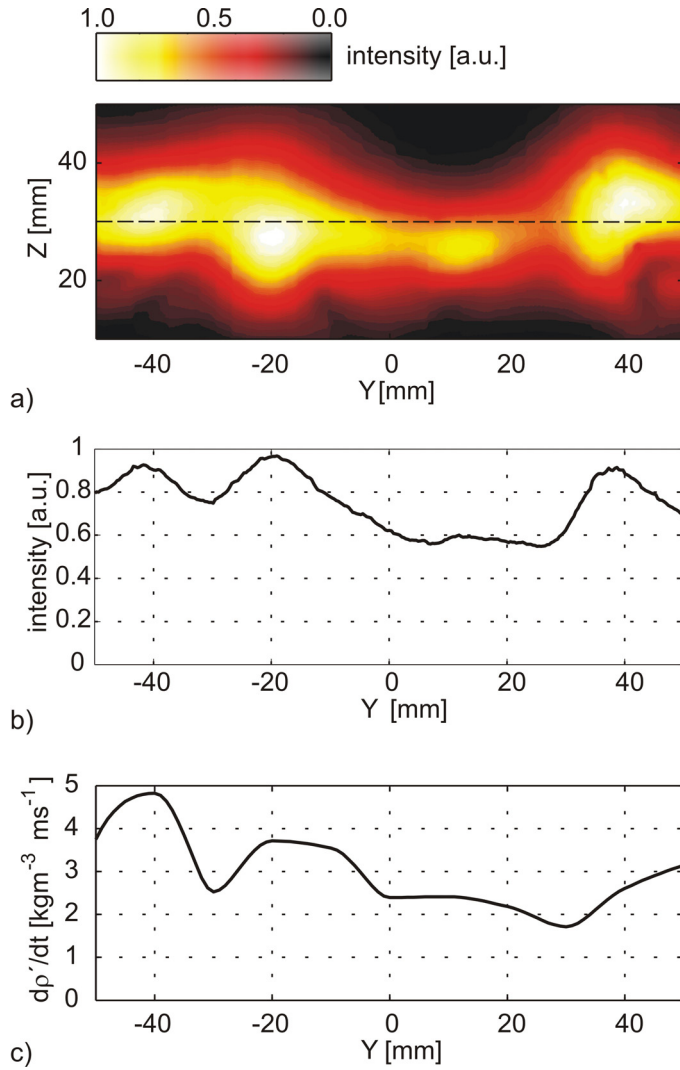 1.0 0.5 0.0
intensity [a.u.]
Z [mm]
40
20
-40 -20 0 20 40
Y [mm]
a)
intensity [a.u.]
1
0.8
0.6
0.4
0.2
0
-40 -20 0 20 40
Y [mm]
b)
dρ´/dt [kgm⁻³ ms⁻¹]
5
4
3
2
1
0
-40 -20 0 20 40
Y [mm]
c)